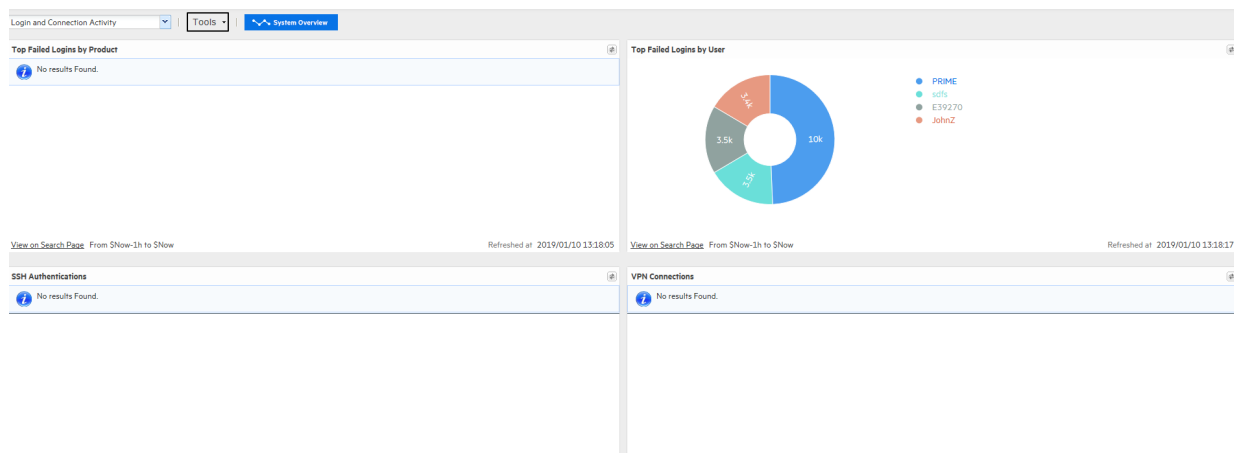 Login and Connection Activity
Tools
System Overview
Top Failed Logins by Product
No results Found.
View on Search Page From $Now-1h to $Now
Refreshed at 2019/01/10 13:18:05
Top Failed Logins by User
3.4k
3.5k
10k
3.5k
PRIME
sdfs
E39270
JohnZ
View on Search Page From $Now-1h to $Now
Refreshed at 2019/01/10 13:18:17
SSH Authentications
No results Found.
VPN Connections
No results Found.